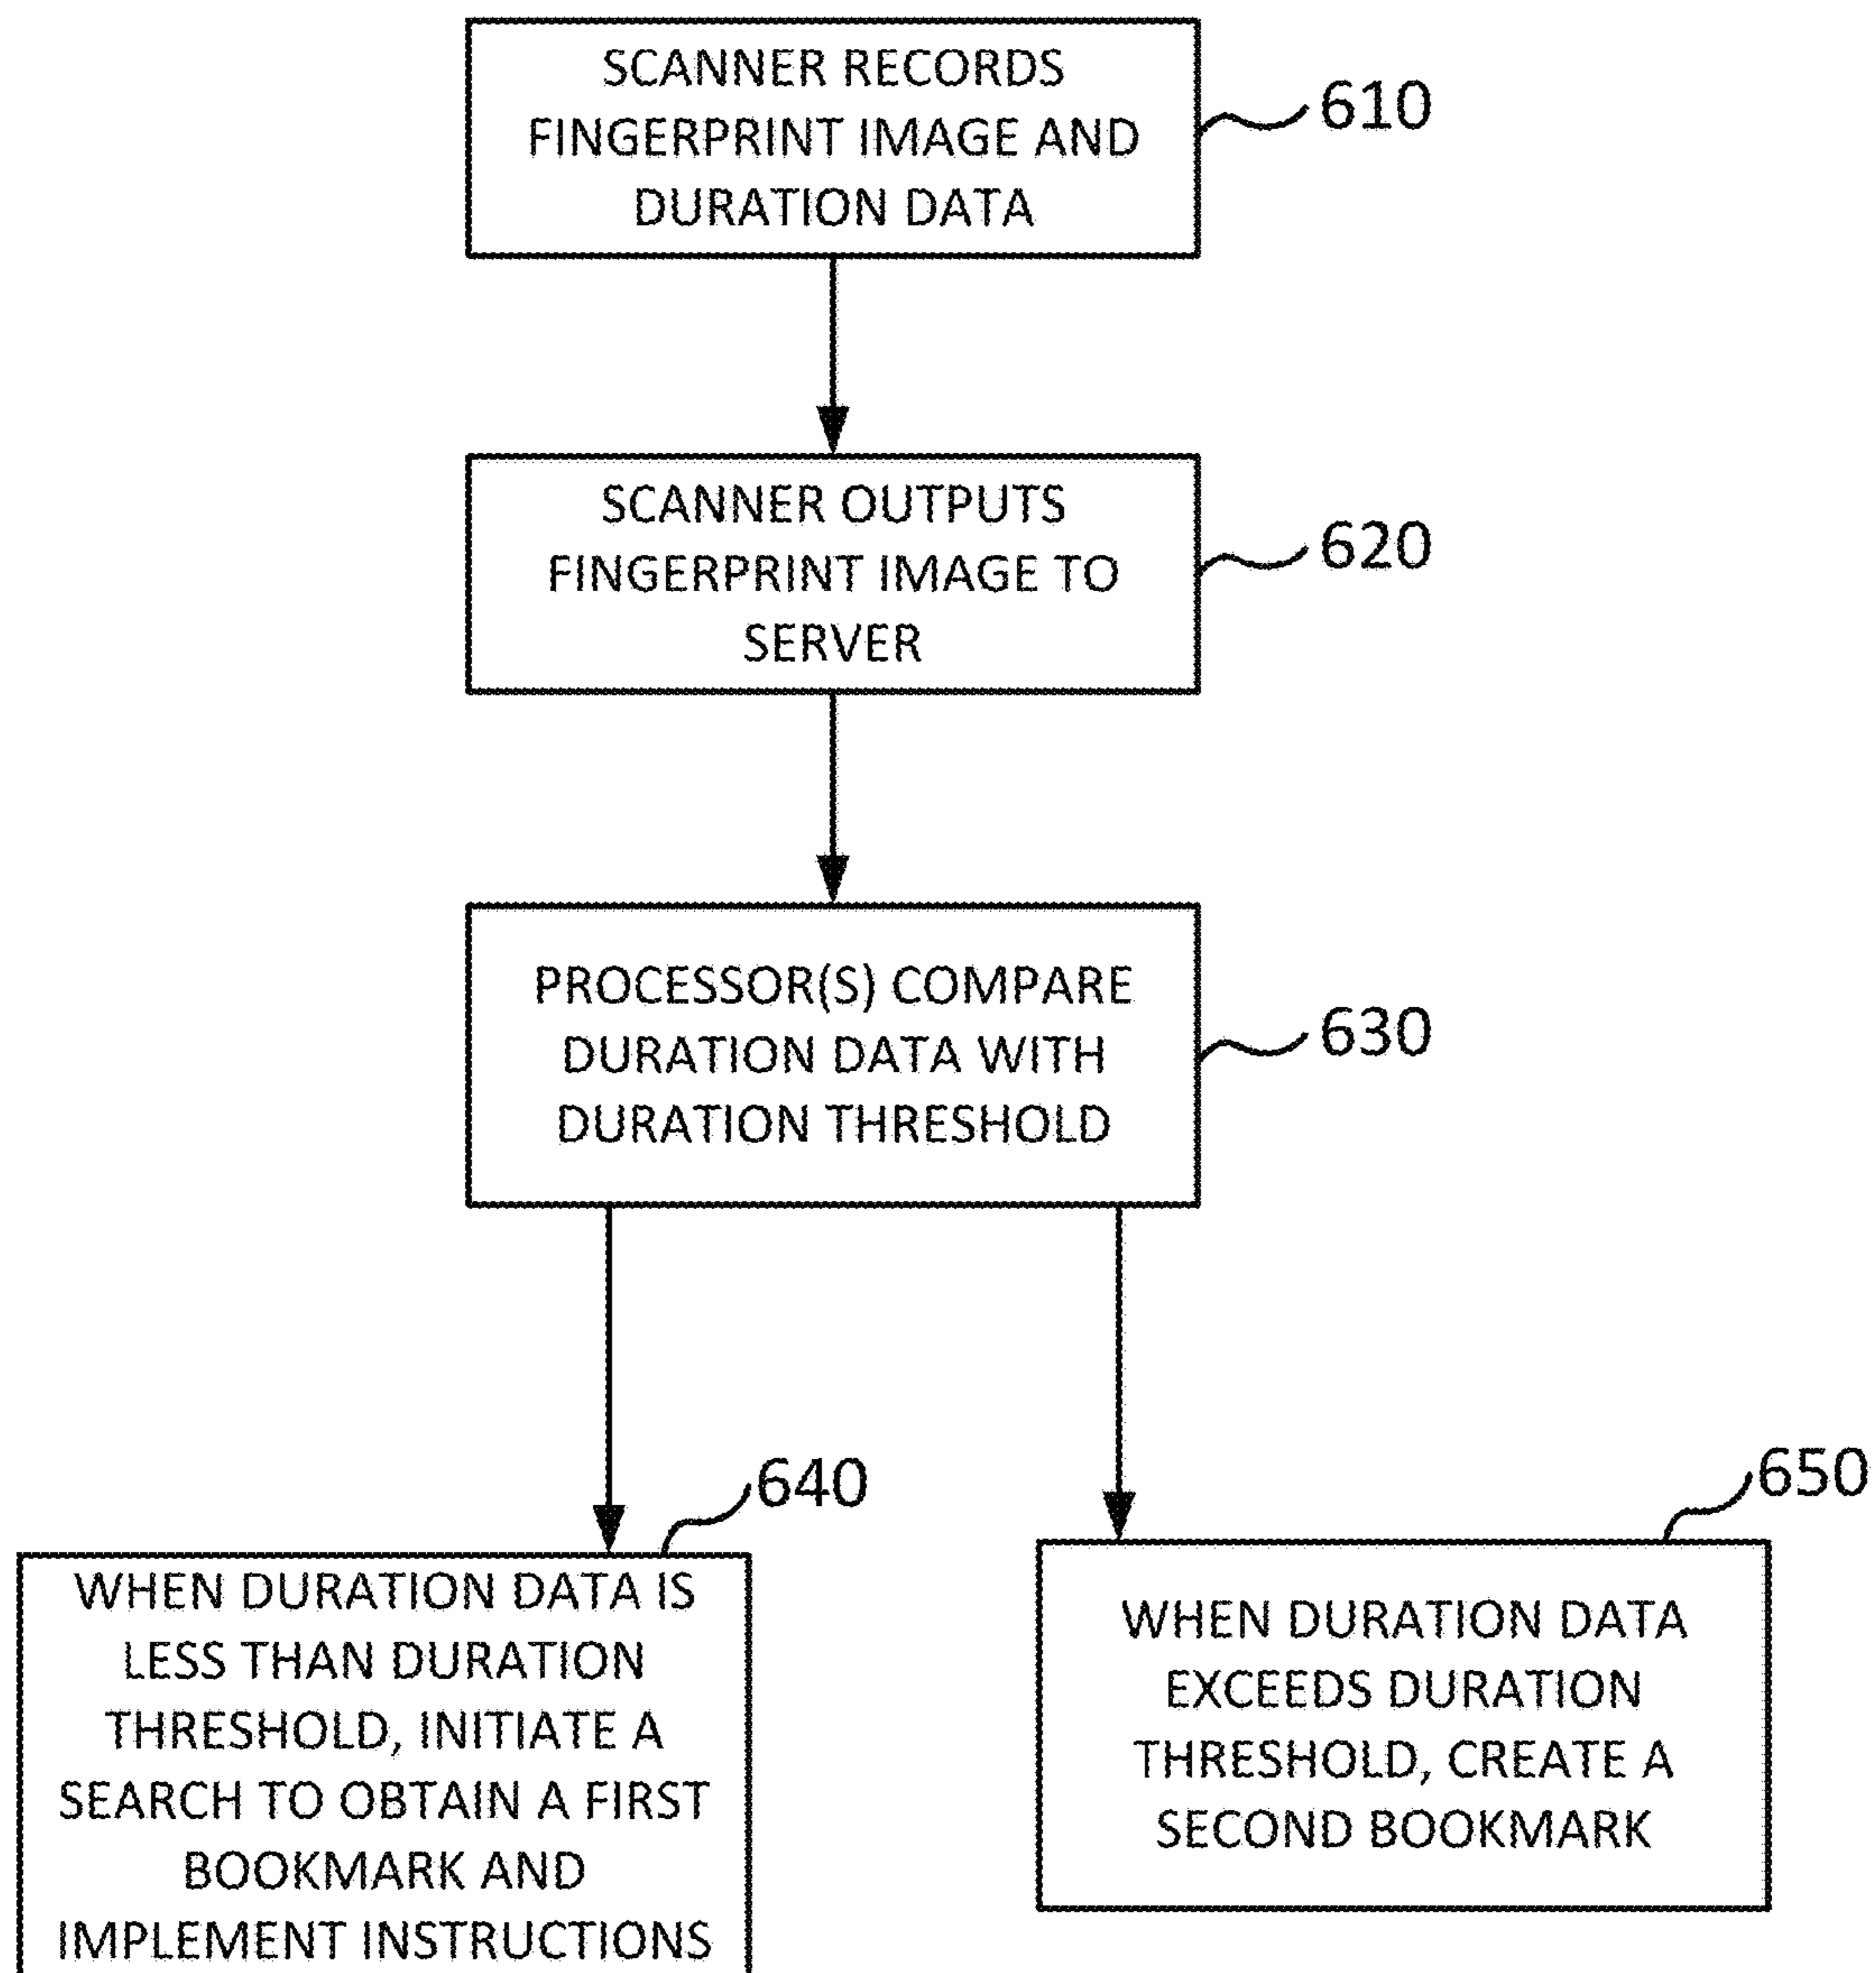 SCANNER RECORDS
FINGERPRINT IMAGE AND
DURATION DATA
610
SCANNER OUTPUTS
FINGERPRINT IMAGE TO
SERVER
620
PROCESSOR(S) COMPARE
DURATION DATA WITH
DURATION THRESHOLD
630
640
WHEN DURATION DATA IS
LESS THAN DURATION
THRESHOLD, INITIATE A
SEARCH TO OBTAIN A FIRST
BOOKMARK AND
IMPLEMENT INSTRUCTIONS
650
WHEN DURATION DATA
EXCEEDS DURATION
THRESHOLD, CREATE A
SECOND BOOKMARK